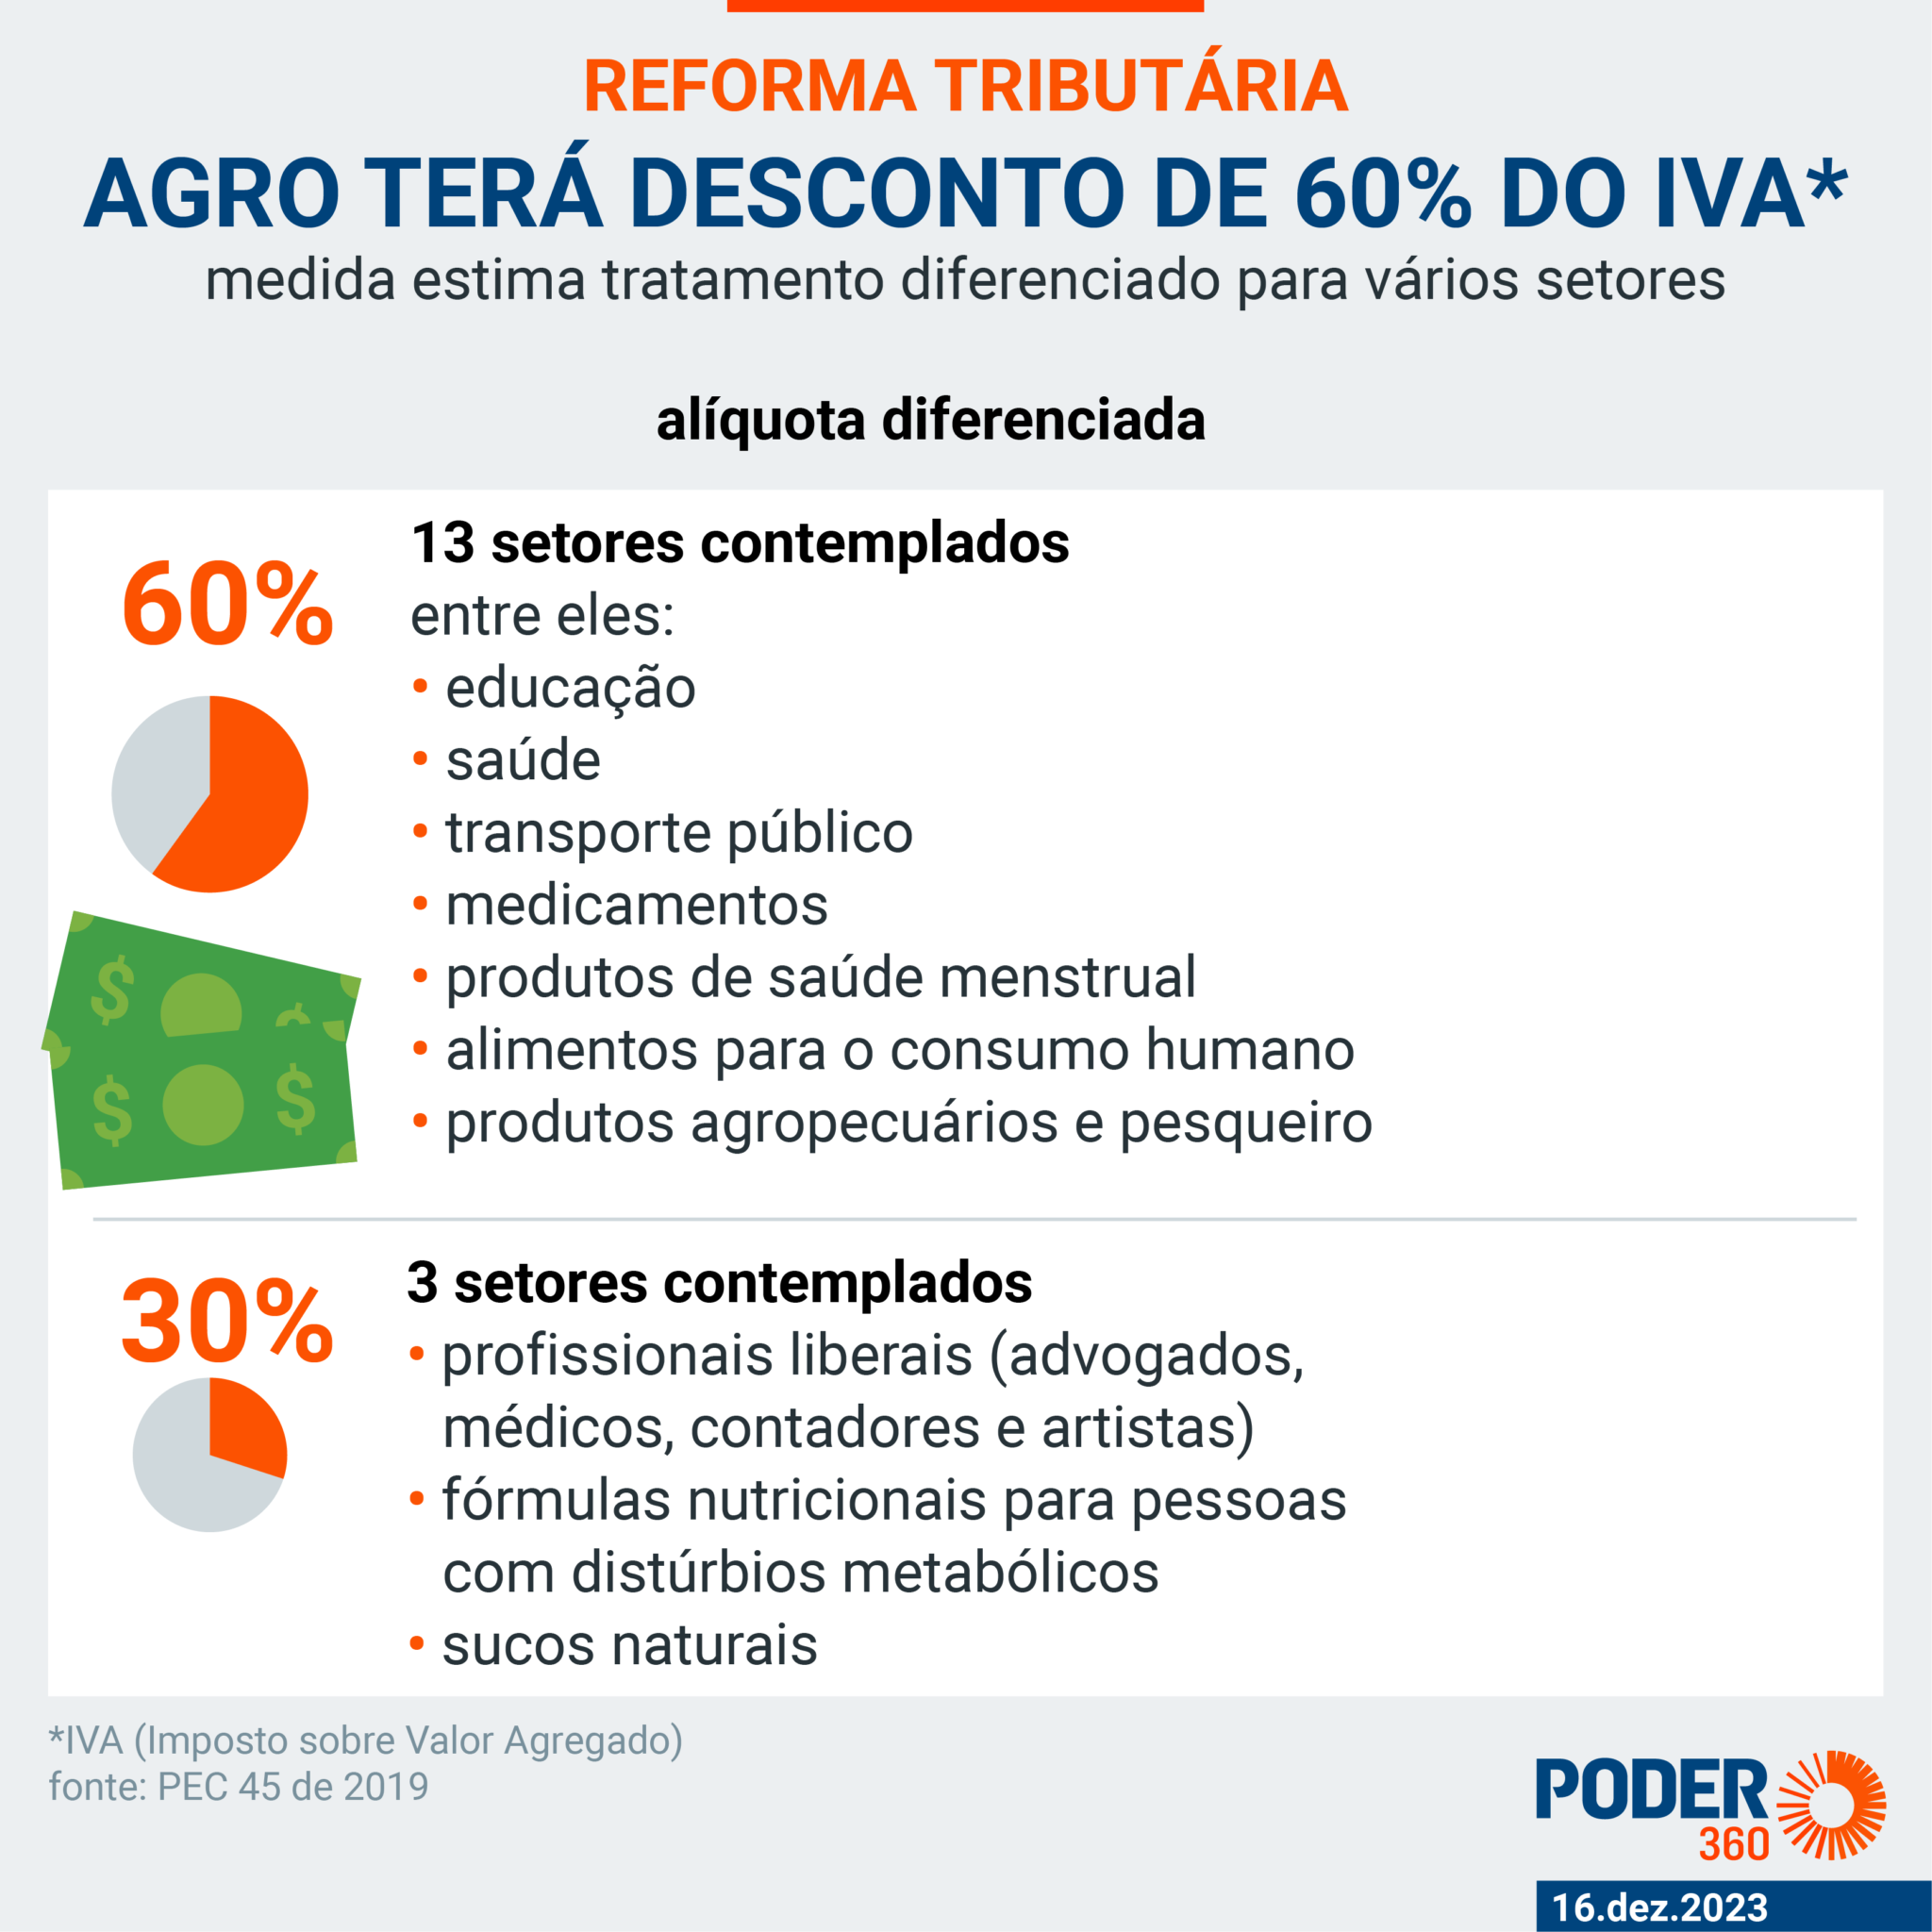 REFORMA TRIBUTÁRIA
AGRO TERÁ DESCONTO DE 60% DO IVA*
medida estima tratamento diferenciado para vários setores
alíquota diferenciada
60%
13 setores contemplados
entre eles:
• educação
• saúde
• transporte público
• medicamentos
• produtos de saúde menstrual
• alimentos para o consumo humano
• produtos agropecuários e pesqueiro
$
$
$ $
30%
3 setores contemplados
• profissionais liberais (advogados,
médicos, contadores e artistas)
• fórmulas nutricionais para pessoas
com distúrbios metabólicos
• sucos naturais
*IVA (Imposto sobre Valor Agregado)
fonte: PEC 45 de 2019
PODER
360
16.dez.2023